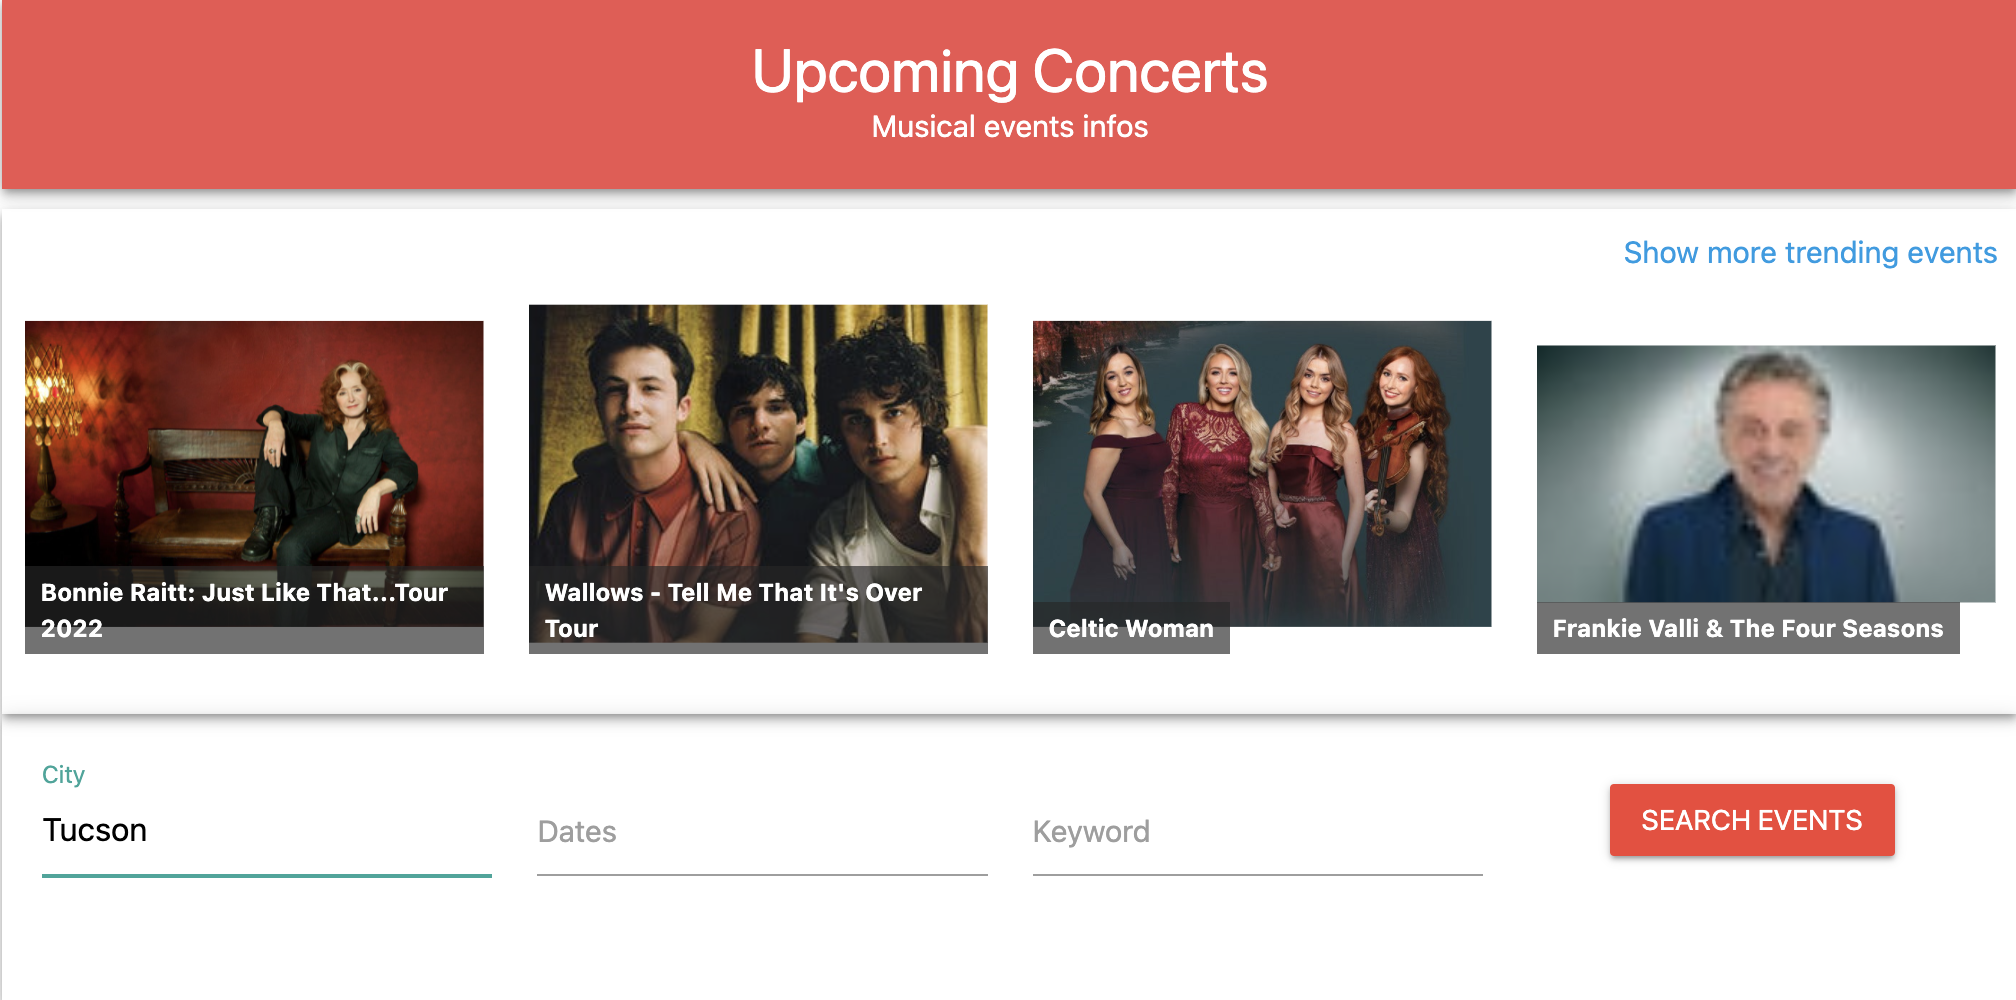 Upcoming Concerts
Musical events infos
Show more trending events
Bonnie Raitt: Just Like That...Tour
2022
Wallows - Tell Me That It's Over
Tour
Celtic Woman
Frankie Valli & The Four Seasons
City
Tucson
Dates
Keyword
SEARCH EVENTS